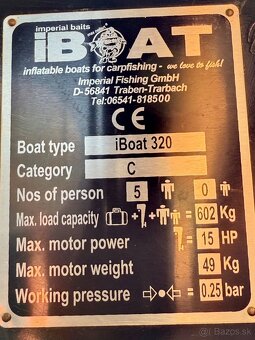 imperial baits
iBOAT
inflatable boats for carpfishing - we love to fish!
Imperial Fishing GmbH
D- 56841 Traben-Trarbach
Tel:06541-818500
CE
Boat type iBoat 320
Category C
Nos of person 5 0
Max. load capacity + + = 602 Kg
Max. motor power 15 HP
Max. motor weight 49 Kg
Working pressure 0.25 bar
© Bazos.sk